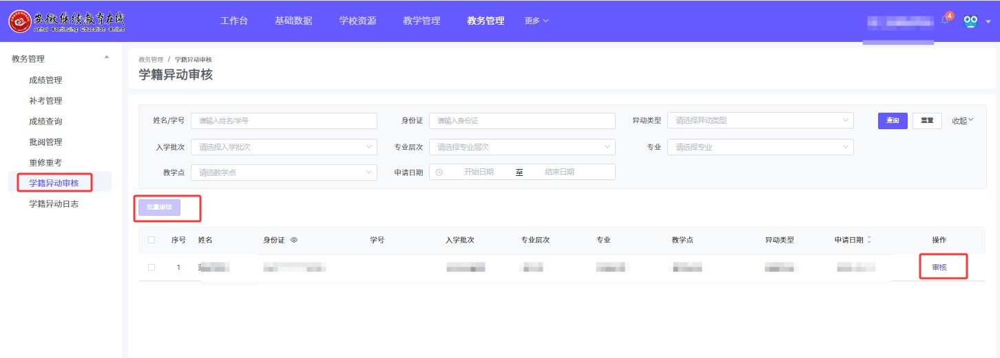 安徽继续教育在线
Anhui Continuing Education Online
工作台 基础数据 学校资源 教学管理 教务管理 更多
4
教务管理
成绩管理
补考管理
成绩查询
批阅管理
重修重考
学籍异动审核
学籍异动日志
教务管理 / 学籍异动审核
学籍异动审核
姓名/学号 请输入姓名/学号 身份证 请输入身份证 异动类型 请选择异动类型 查询 重置 收起
入学批次 请选择入学批次 专业层次 请选择专业层次 专业 请选择专业
教学点 请选教学点 申请日期 开始日期 至 结束日期
批量审核
序号 姓名 身份证 学号 入学批次 专业层次 专业 教学点 异动类型 申请日期 操作
1 审核